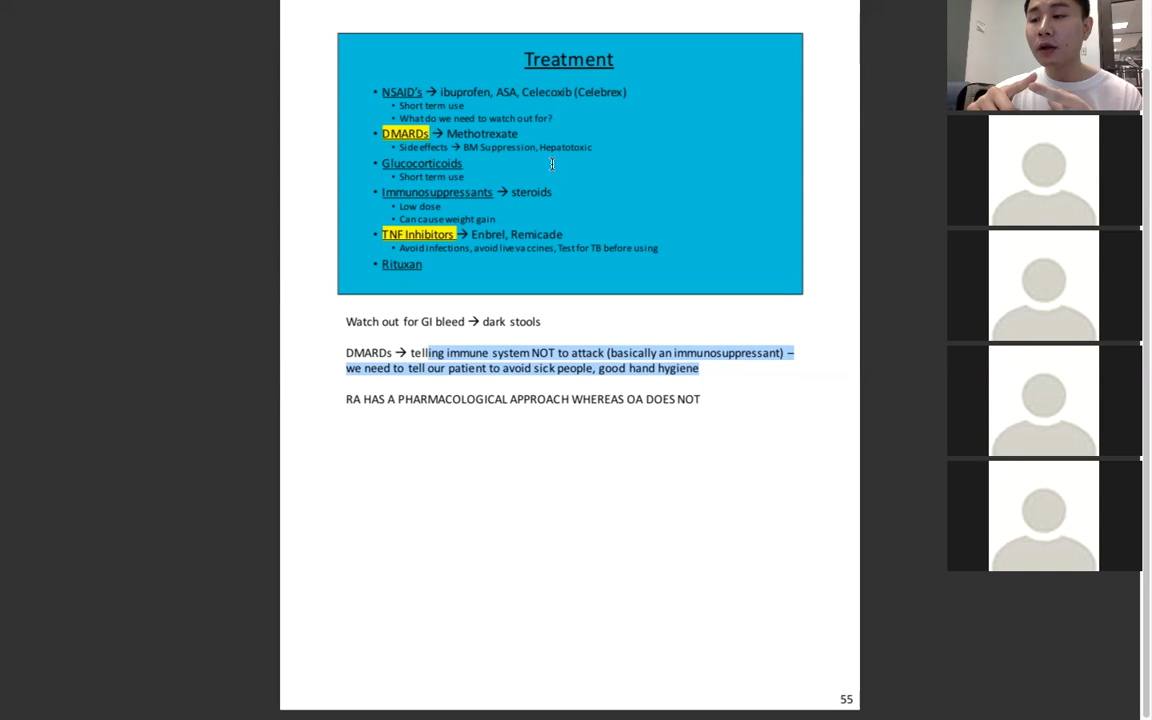 Treatment
• NSAID's → ibuprofen, ASA, Celecoxib (Celebrex)
• Short term use
• What do we need to watch out for?
• DMARDs → Methotrexate
• Side effects → BM Suppression, Hepatotoxic
• Glucocorticoids
• Short term use
• Immunosuppressants → steroids
• Low dose
• Can cause weight gain
• TNF Inhibitors → Enbrel, Remicade
• Avoid infections, avoid live vaccines, Test for TB before using
• Rituxan
Watch out for GI bleed → dark stools
DMARDs → telling immune system NOT to attack (basically an immunosuppressant) –
we need to tell our patient to avoid sick people, good hand hygiene
RA HAS A PHARMACOLOGICAL APPROACH WHEREAS OA DOES NOT
55